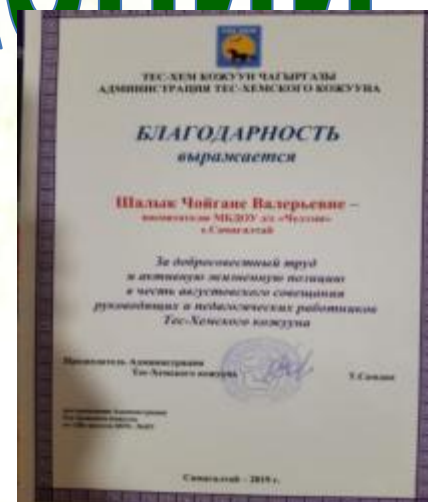 ТЕС-ХЕМ КОЖУУН ЧАГЫРГАЗЫ
АДМИНИСТРАЦИЯ ТЕС-ХЕМСКОГО КОЖУУНА
БЛАГОДАРНОСТЬ
выражается
Шалык Чойгане Валерьевне –
воспитателю МБДОУ д/с
с.Самагалтай
За добросовестный труд
и активную жизненную позицию
в честь августовского совещания
руководящих и педагогических работников
Тес-Хемского кожууна
Председатель Администрации
Тес-Хемского кожууна
Самагалтай – 2019 г.